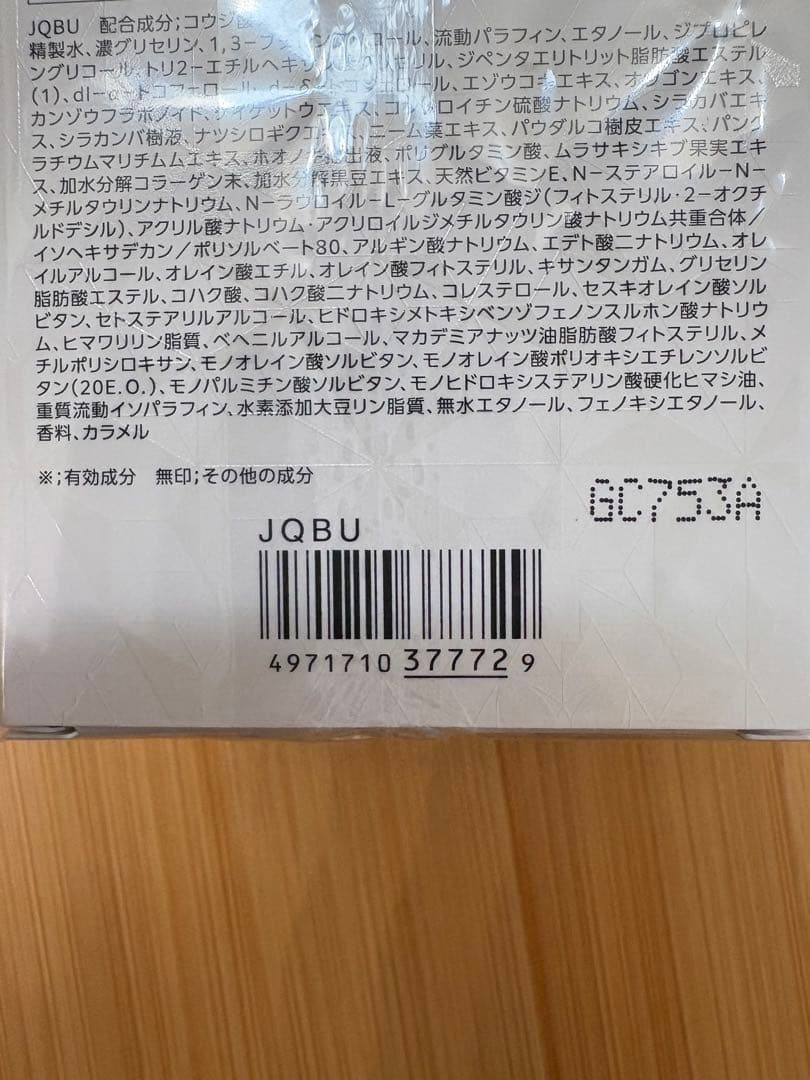 JQBU 配合成分;コウジ酸
精製水、濃グリセリン、1,3-ブ ール、流動パラフィン、エタノール、ジプロピレ
ングリコール、トリ2-エチルヘキサ リル、ジペンタエリトリット脂肪酸エステル
(1)、dl-α-トコフェロール、d-δ-トコフェロール、エゾウコギエキス、オウゴンエキス、
カンゾウフラボノイド、ケイケットウエキス、コンドロイチン硫酸ナトリウム、シラカバエキ
ス、シラカンバ樹液、ナツシロギクエキス、ニーム葉エキス、パウダルコ樹皮エキス、パンク
ラチウムマリチムムエキス、ホオノキ抽出液、ポリグルタミン酸、ムラサキシキブ果実エキ
ス、加水分解コラーゲン末、加水分解黒豆エキス、天然ビタミンE、N-ステアロイル-N-
メチルタウリンナトリウム、N-ラウロイル-L-グルタミン酸ジ(フィトステリル・2-オクチ
ルドデシル)、アクリル酸ナトリウム・アクリロイルジメチルタウリン酸ナトリウム共重合体/
イソヘキサデカン/ポリソルベート80、アルギン酸ナトリウム、エデト酸二ナトリウム、オレ
イルアルコール、オレイン酸エチル、オレイン酸フィトステリル、キサンタンガム、グリセリン
脂肪酸エステル、コハク酸、コハク酸二ナトリウム、コレステロール、セスキオレイン酸ソル
ビタン、セトステアリルアルコール、ヒドロキシメトキシベンゾフェノンスルホン酸ナトリウ
ム、ヒマワリリン脂質、ベヘニルアルコール、マカデミアナッツ油脂肪酸フィトステリル、メ
チルポリシロキサン、モノオレイン酸ソルビタン、モノオレイン酸ポリオキシエチレンソルビ
タン(20E.O.)、モノパルミチン酸ソルビタン、モノヒドロキシステアリン酸硬化ヒマシ油、
重質流動イソパラフィン、水素添加大豆リン脂質、無水エタノール、フェノキシエタノール、
香料、カラメル
※;有効成分 無印;その他の成分
GC753A
JQBU
4971710 37772 9